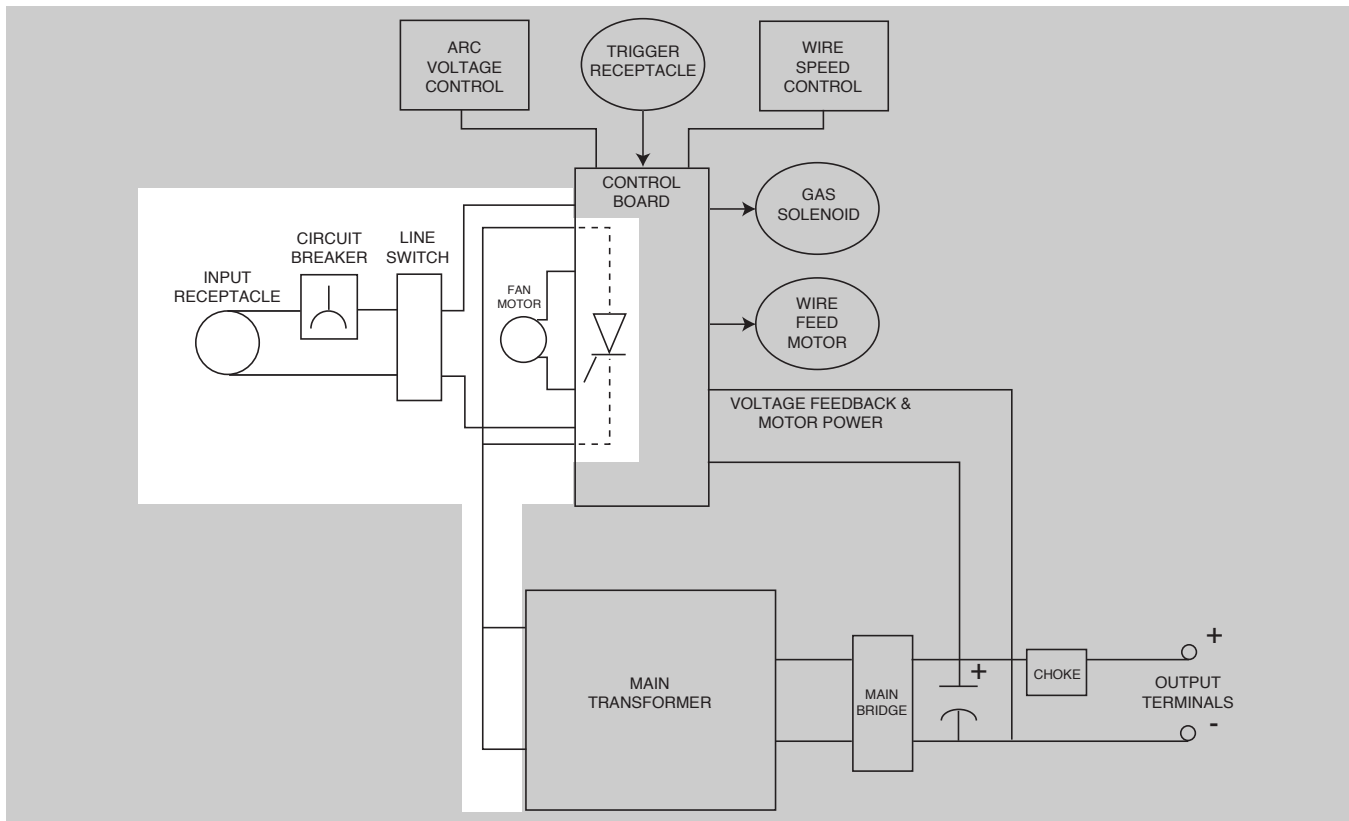 ARC
VOLTAGE
CONTROL
TRIGGER
RECEPTACLE
WIRE
SPEED
CONTROL
CONTROL
BOARD
GAS
SOLENOID
CIRCUIT
BREAKER
LINE
SWITCH
INPUT
RECEPTACLE
FAN
MOTOR
WIRE
FEED
MOTOR
VOLTAGE FEEDBACK &
MOTOR POWER
MAIN
TRANSFORMER
MAIN
BRIDGE
+
CHOKE
+
OUTPUT
TERMINALS
-